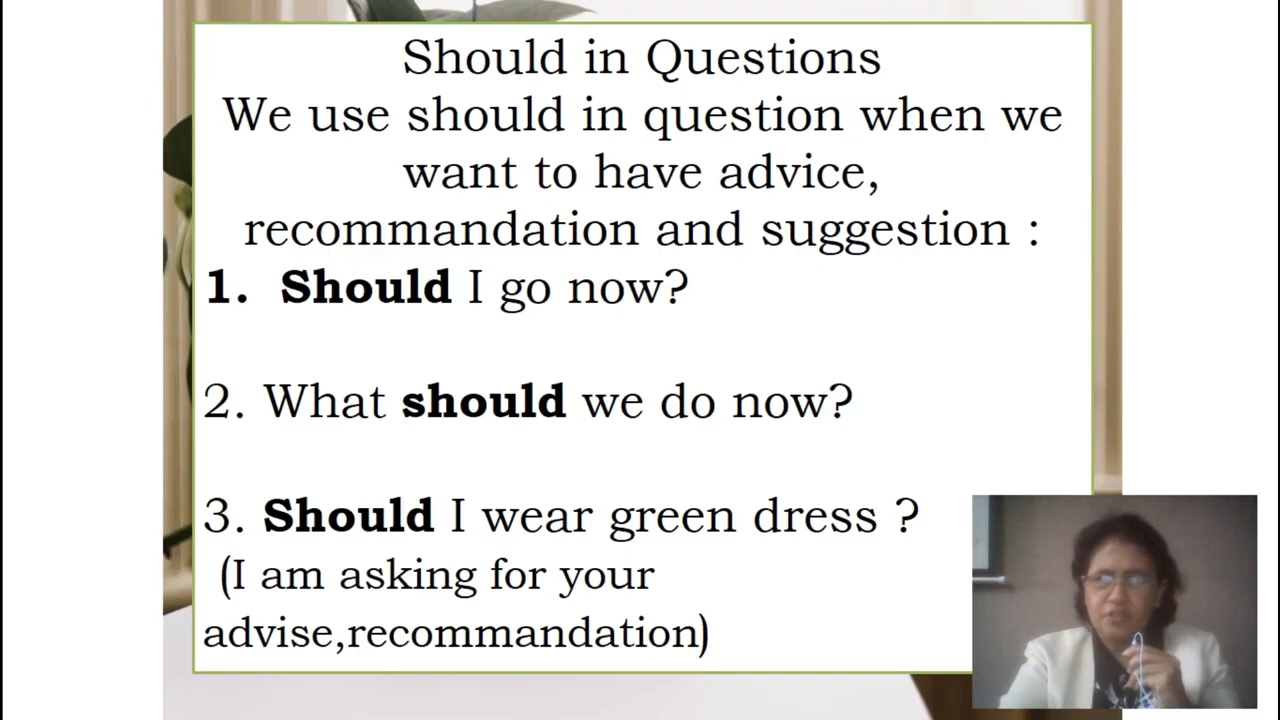 Should in Questions
We use should in question when we
want to have advice,
recommandation and suggestion :
1. Should I go now?
2. What should we do now?
3. Should I wear green dress ?
(I am asking for your
advise,recommandation)